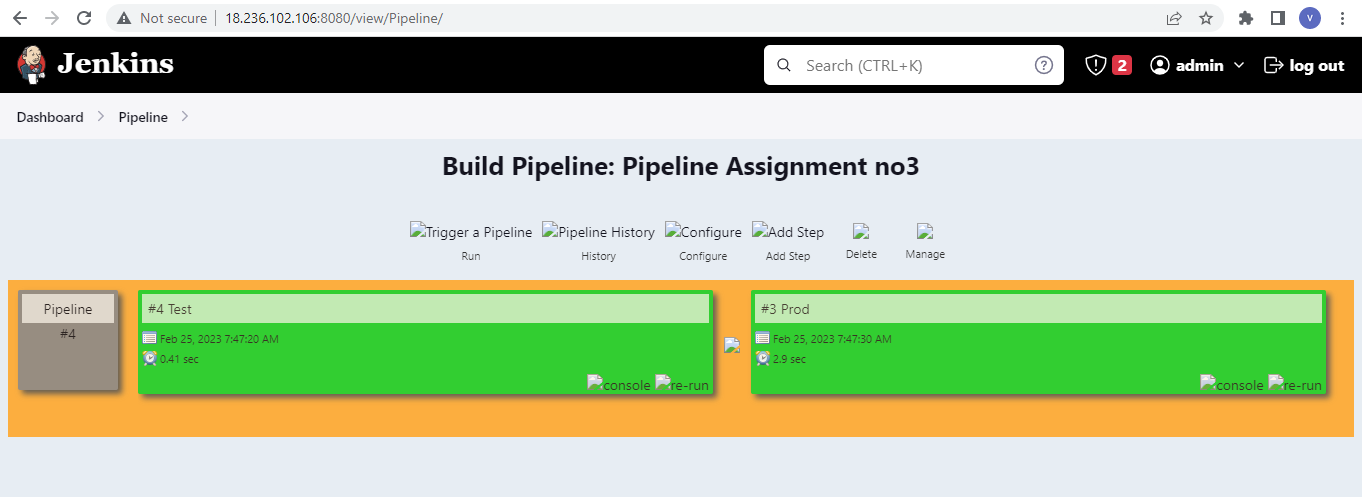 Not secure | 18.236.102.106:8080/view/Pipeline/ V
Jenkins Search (CTRL+K) ? 2 admin log out
Dashboard Pipeline
Build Pipeline: Pipeline Assignment no3
Trigger a Pipeline Pipeline History Configure Add Step
Run History Configure Add Step Delete Manage
Pipeline #4 Test #3 Prod
#4
Feb 25, 2023 7:47:20 AM Feb 25, 2023 7:47:30 AM
0.41 sec 2.9 sec
console re-run console re-run